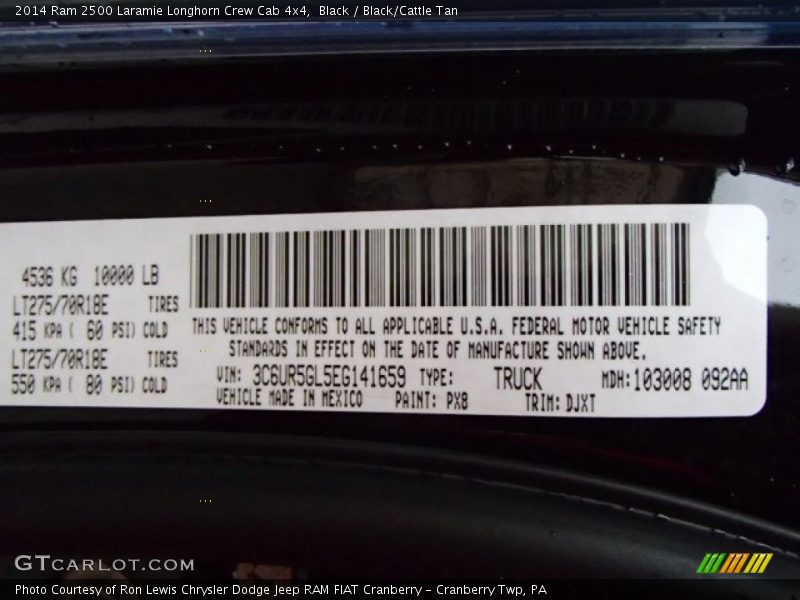 2014 Ram 2500 Laramie Longhorn Crew Cab 4x4,  Black / Black/Cattle Tan
4536 KG 10000 LB
LT275/70R18E TIRES
415 KPA ( 60 PSI) COLD
LT275/70R18E TIRES
550 KPA ( 80 PSI) COLD
THIS VEHICLE CONFORMS TO ALL APPLICABLE U.S.A. FEDERAL MOTOR VEHICLE SAFETY
STANDARDS IN EFFECT ON THE DATE OF MANUFACTURE SHOWN ABOVE.
VIN: 3C6UR5GL5EG141659 TYPE: TRUCK MDH:103008 092AA
VEHICLE MADE IN MEXICO PAINT: PX8 TRIM:DJXT
GTCARLOT.COM
Photo Courtesy of Ron Lewis Chrysler Dodge Jeep RAM FIAT Cranberry – Cranberry Twp, PA